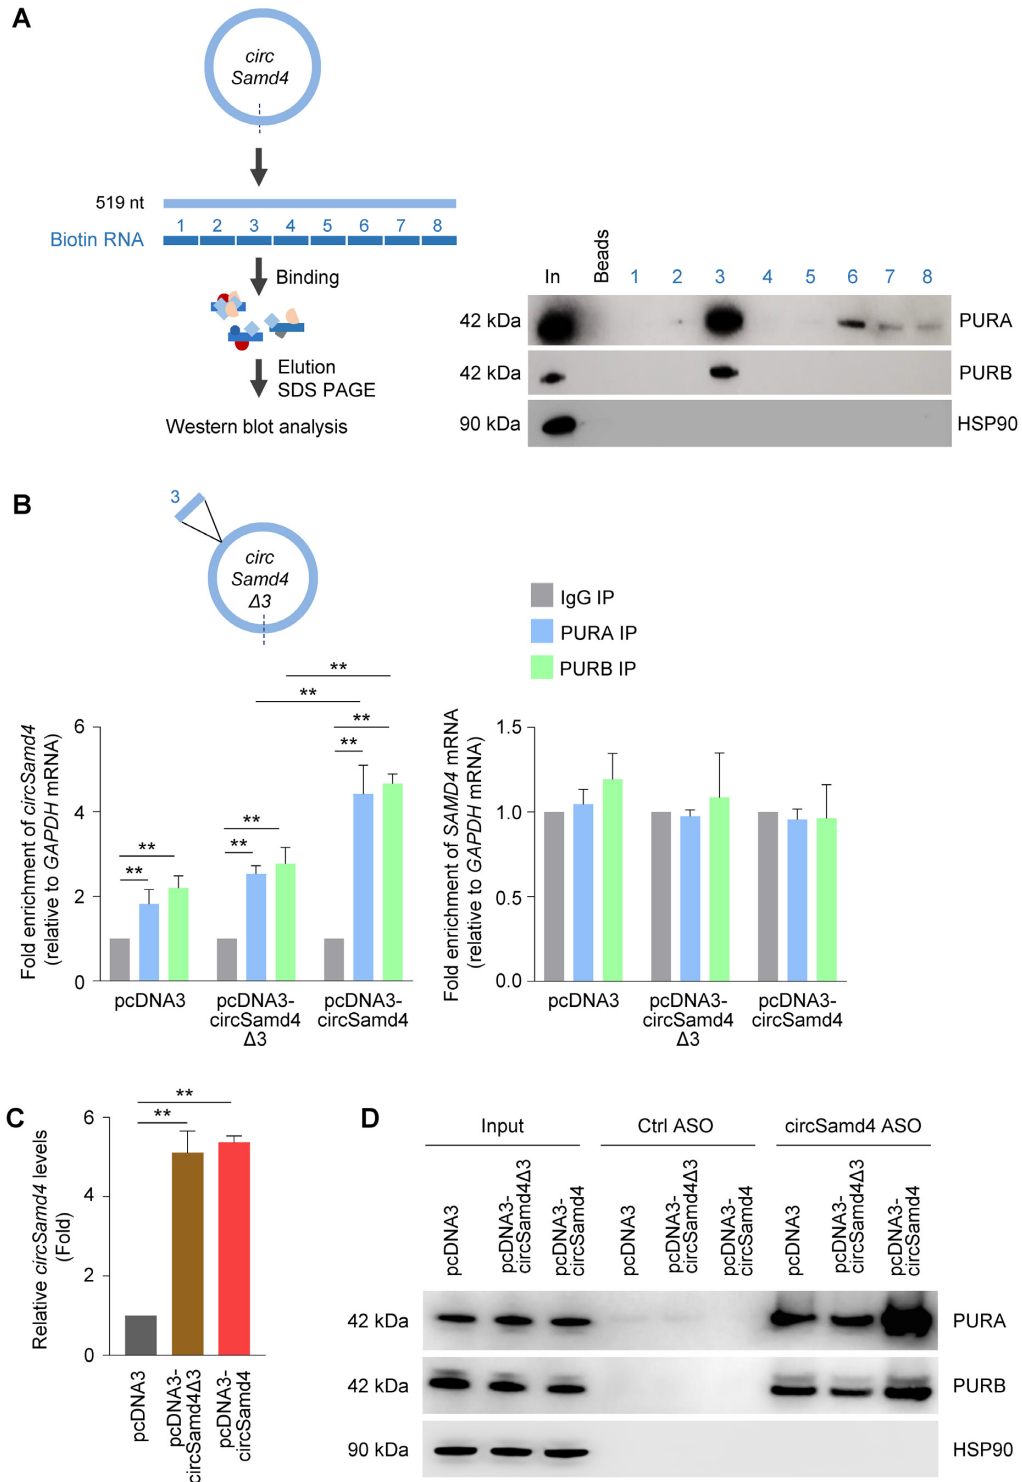 A
circ
Samd4
519 nt
1 2 3 4 5 6 7 8
Biotin RNA
Binding
Elution
SDS PAGE
Western blot analysis
In Beads 1 2 3 4 5 6 7 8
42 kDa PURA
42 kDa PURB
90 kDa HSP90
B
3
circ
Samd4
Δ3
IgG IP
PURA IP
PURB IP
Fold enrichment of circSamd4
(relative to GAPDH mRNA)
6
4
2
0
** **
** **
** **
** **
pcDNA3
pcDNA3-
circSamd4
Δ3
pcDNA3-
circSamd4
Fold enrichment of SAMD4 mRNA
(relative to GAPDH mRNA)
1.5
1.0
0.5
0.0
pcDNA3
pcDNA3-
circSamd4
Δ3
pcDNA3-
circSamd4
C
Relative circSamd4 levels
(Fold)
6
4
2
0
**
**
pcDNA3
pcDNA3-
circSamd4Δ3
pcDNA3-
circSamd4
D
Input Ctrl ASO circSamd4 ASO
pcDNA3
pcDNA3-
circSamd4Δ3
pcDNA3-
circSamd4
pcDNA3
pcDNA3-
circSamd4Δ3
pcDNA3-
circSamd4
pcDNA3
pcDNA3-
circSamd4Δ3
pcDNA3-
circSamd4
42 kDa PURA
42 kDa PURB
90 kDa HSP90